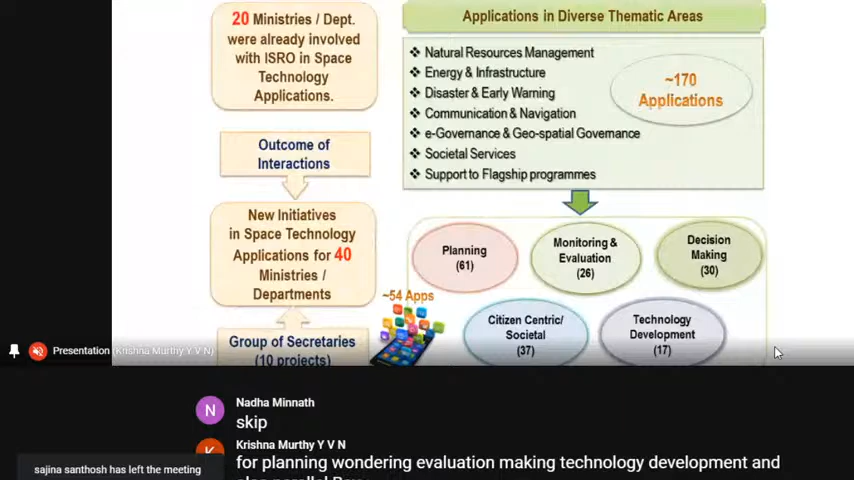 20 Ministries / Dept.
were already involved
with ISRO in Space
Technology
Applications.
Outcome of
Interactions
New Initiatives
in Space Technology
Applications for 40
Ministries /
Departments
Group of Secretaries
(10 projects)
Applications in Diverse Thematic Areas
❖ Natural Resources Management
❖ Energy & Infrastructure
❖ Disaster & Early Warning
❖ Communication & Navigation
❖ e-Governance & Geo-spatial Governance
❖ Societal Services
❖ Support to Flagship programmes
~170
Applications
Planning
(61)
Monitoring &
Evaluation
(26)
Decision
Making
(30)
~54 Apps
Citizen Centric/
Societal
(37)
Technology
Development
(17)
Presentation (Krishna Murthy Y V N)
N
Nadha Minnath
skip
K
Krishna Murthy Y V N
for planning wondering evaluation making technology development and
sajina santhosh has left the meeting